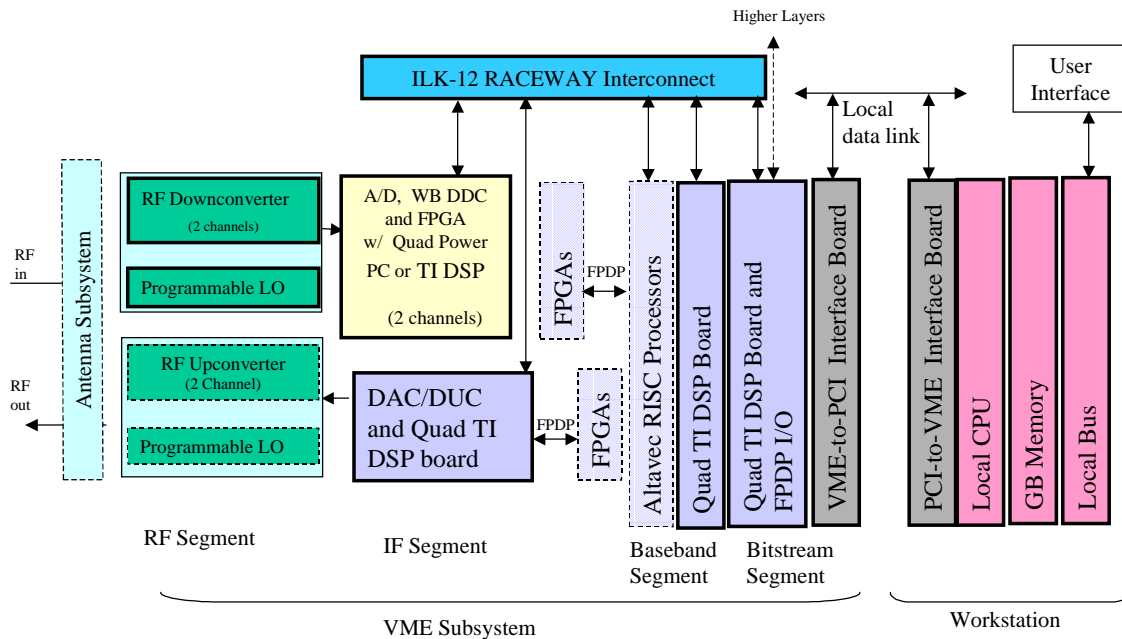 Higher Layers
ILK-12 RACEWAY Interconnect
User
Interface
Local
data link
RF
in
RF
out
Antenna Subsystem
RF Downconverter
(2 channels)
Programmable LO
RF Upconverter
(2 Channel)
Programmable LO
A/D, WB DDC
and FPGA
w/ Quad Power
PC or TI DSP
(2 channels)
DAC/DUC
and Quad TI
DSP board
FPGAs
FPDP
FPGAs
FPDP
Altavec RISC Processors
Quad TI DSP Board
Quad TI DSP Board and
FPDP I/O
VME-to-PCI Interface Board
PCI-to-VME Interface Board
Local CPU
GB Memory
Local Bus
RF Segment
IF Segment
Baseband
Segment
Bitstream
Segment
VME Subsystem
Workstation